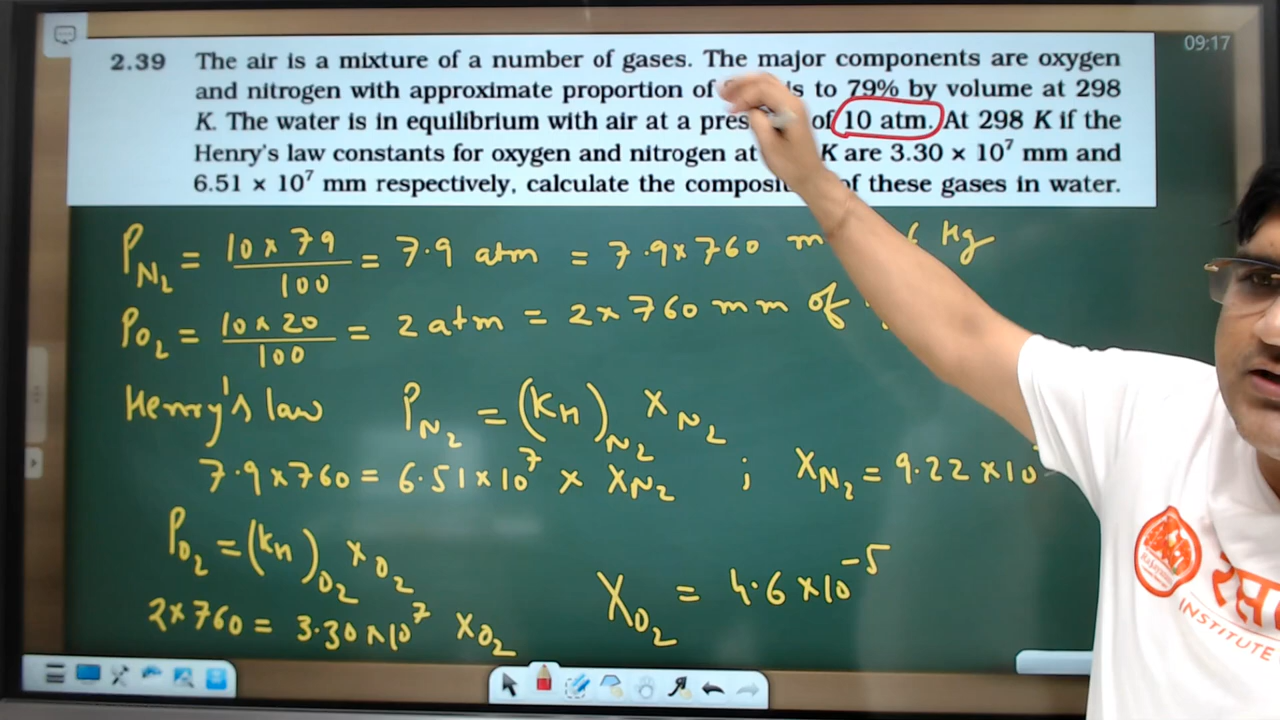 09:17
2.39 The air is a mixture of a number of gases. The major components are oxygen
and nitrogen with approximate proportion of is to 79% by volume at 298
K. The water is in equilibrium with air at a pres of 10 atm. At 298 K if the
Henry's law constants for oxygen and nitrogen at K are 3.30 × 10⁷ mm and
6.51 × 10⁷ mm respectively, calculate the composi of these gases in water.
P_N₂ = 10 × 79 / 100 = 7.9 atm = 7.9 × 760 m Hg
P_O₂ = 10 × 20 / 100 = 2 atm = 2 × 760 mm of
Henry's law P_N₂ = (K_H)_N₂ X_N₂
7.9 × 760 = 6.51 × 10⁷ × X_N₂ ; X_N₂ = 9.22 × 10
P_O₂ = (K_H)_O₂ X_O₂
2 × 760 = 3.30 × 10⁷ X_O₂
X_O₂ = 4.6 × 10⁻⁵
INSTITUTE